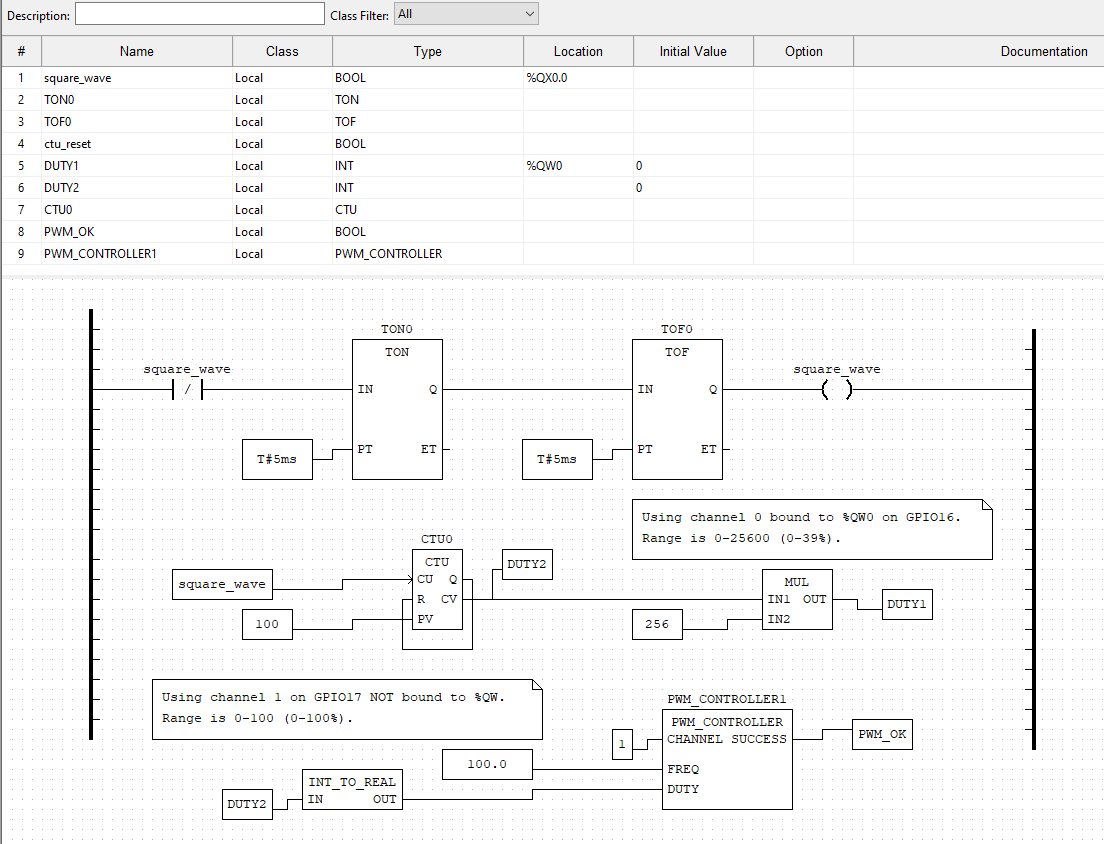 Description: Class Filter: All
# Name Class Type Location Initial Value Option Documentation
1 square_wave Local BOOL %QX0.0
2 TON0 Local TON
3 TOF0 Local TOF
4 ctu_reset Local BOOL
5 DUTY1 Local INT %QW0 0
6 DUTY2 Local INT 0
7 CTU0 Local CTU
8 PWM_OK Local BOOL
9 PWM_CONTROLLER1 Local PWM_CONTROLLER
TON0 TOF0
TON TOF
square_wave square_wave
/ IN Q IN Q ( )
T#5ms PT ET T#5ms PT ET
Using channel 0 bound to %QW0 on GPIO16.
Range is 0-25600 (0-39%).
CTU0
CTU DUTY2
square_wave CU Q MUL
R CV IN1 OUT DUTY1
100 PV 256 IN2
Using channel 1 on GPIO17 NOT bound to %QW.
Range is 0-100 (0-100%).
PWM_CONTROLLER1
PWM_CONTROLLER
1 CHANNEL SUCCESS PWM_OK
100.0 FREQ
INT_TO_REAL DUTY
DUTY2 IN OUT